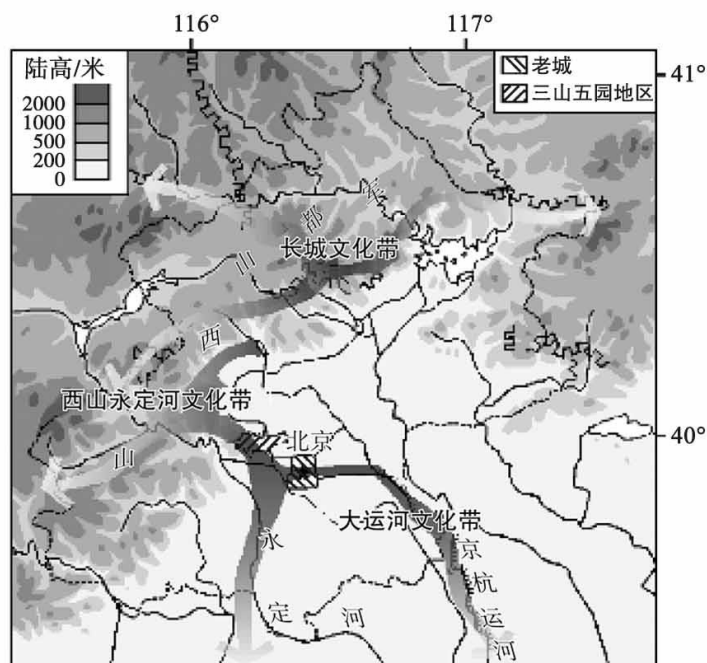 116°
117°
陆高/米
2000
1000
500
200
0
老城
三山五园地区
41°
军
都
山
长城文化带
西
山
西山永定河文化带
北京
40°
大运河文化带
永
定
河
京
杭
运
河